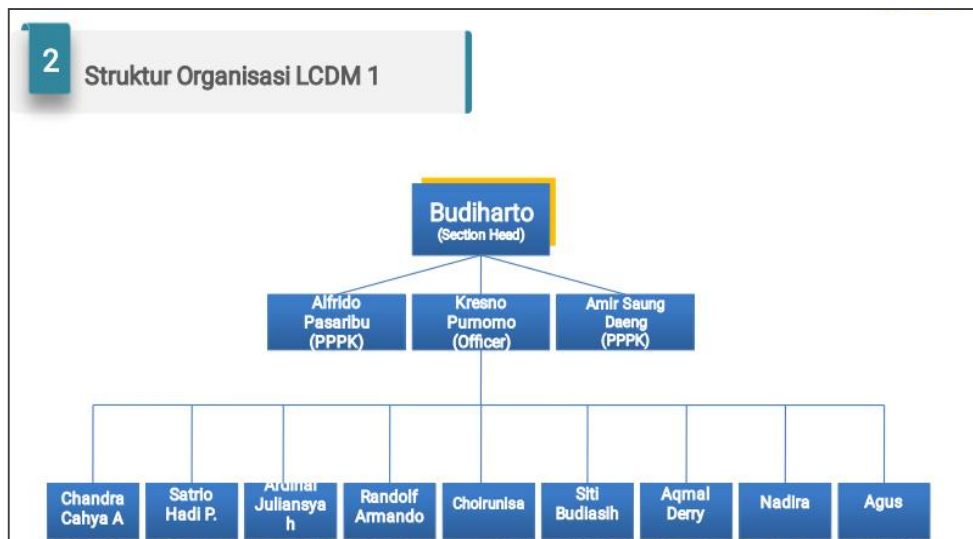 2
Struktur Organisasi LCDM 1
Budiharto
(Section Head)
Alfrido
Pasaribu
(PPPK)
Kresno
Purnomo
(Officer)
Amir Saung
Daeng
(PPPK)
Chandra
Cahya A
Satrio
Hadi P.
Ardinal
Juliansya
h
Randolf
Armando
Choirunisa
Siti
Budiasih
Aqmal
Derry
Nadira
Agus